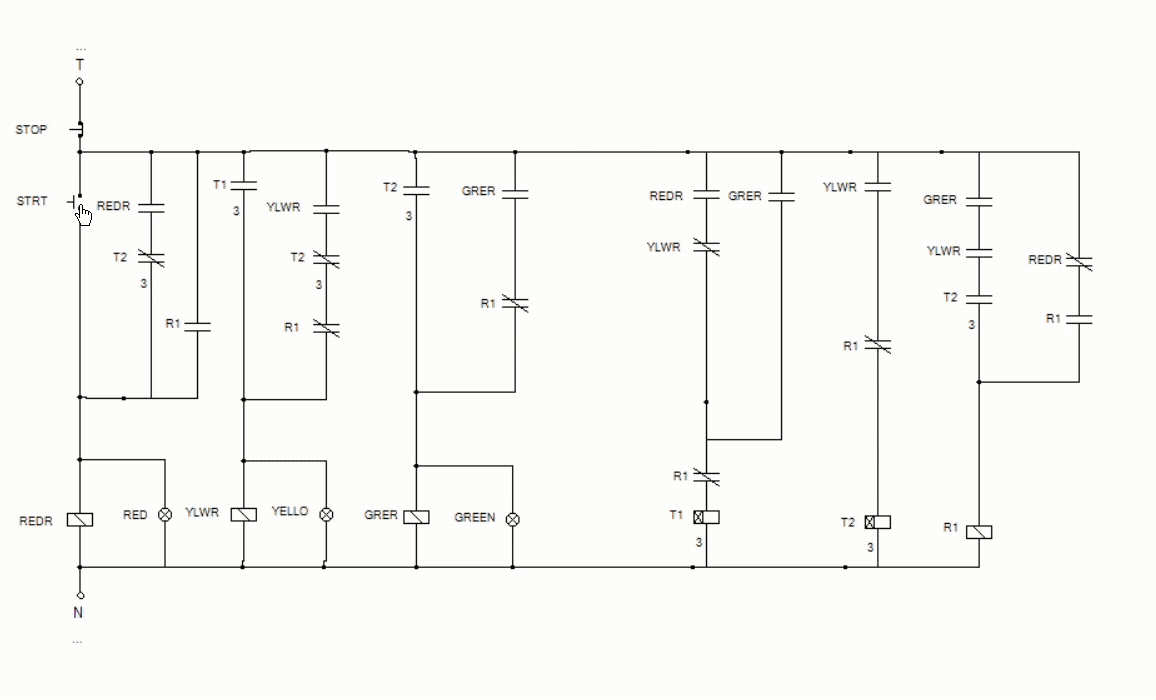 ...
T
STOP
STRT
REDR
T2
3
R1
T1
3
YLWR
T2
3
R1
T2
3
GRER
R1
REDR
GRER
YLWR
R1
YLWR
R1
GRER
YLWR
T2
3
REDR
R1
REDR
RED
YLWR
YELLO
GRER
GREEN
T1
3
T2
3
R1
N
...